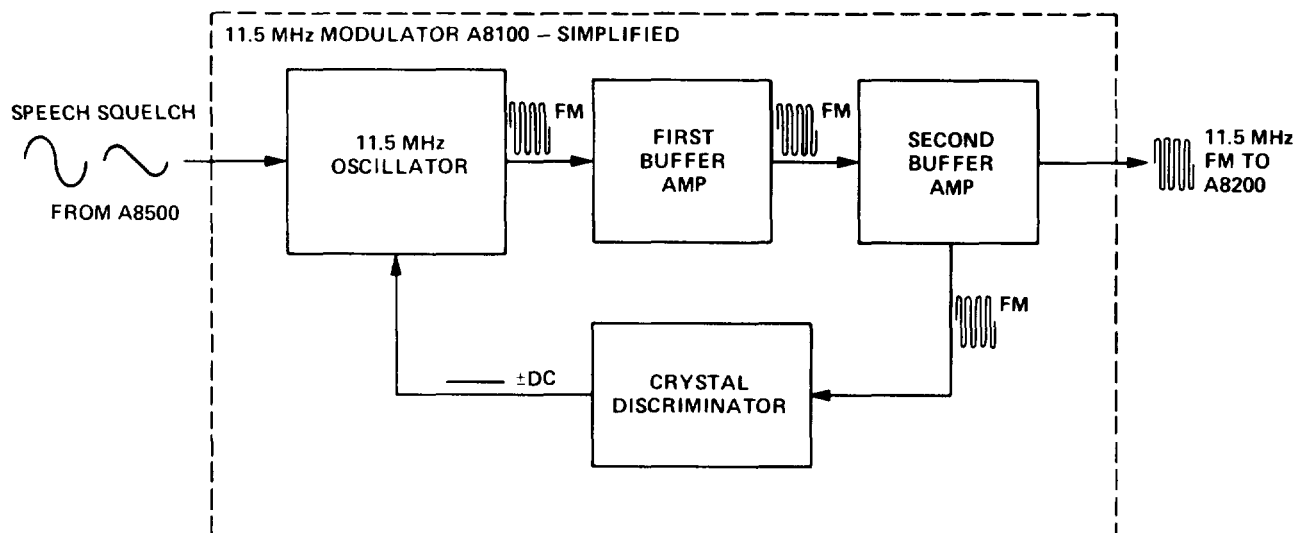 11.5 MHz MODULATOR A8100 – SIMPLIFIED
SPEECH SQUELCH
FROM A8500
11.5 MHz
OSCILLATOR
FM
FIRST
BUFFER
AMP
FM
SECOND
BUFFER
AMP
11.5 MHz
FM TO
A8200
FM
±DC
CRYSTAL
DISCRIMINATOR